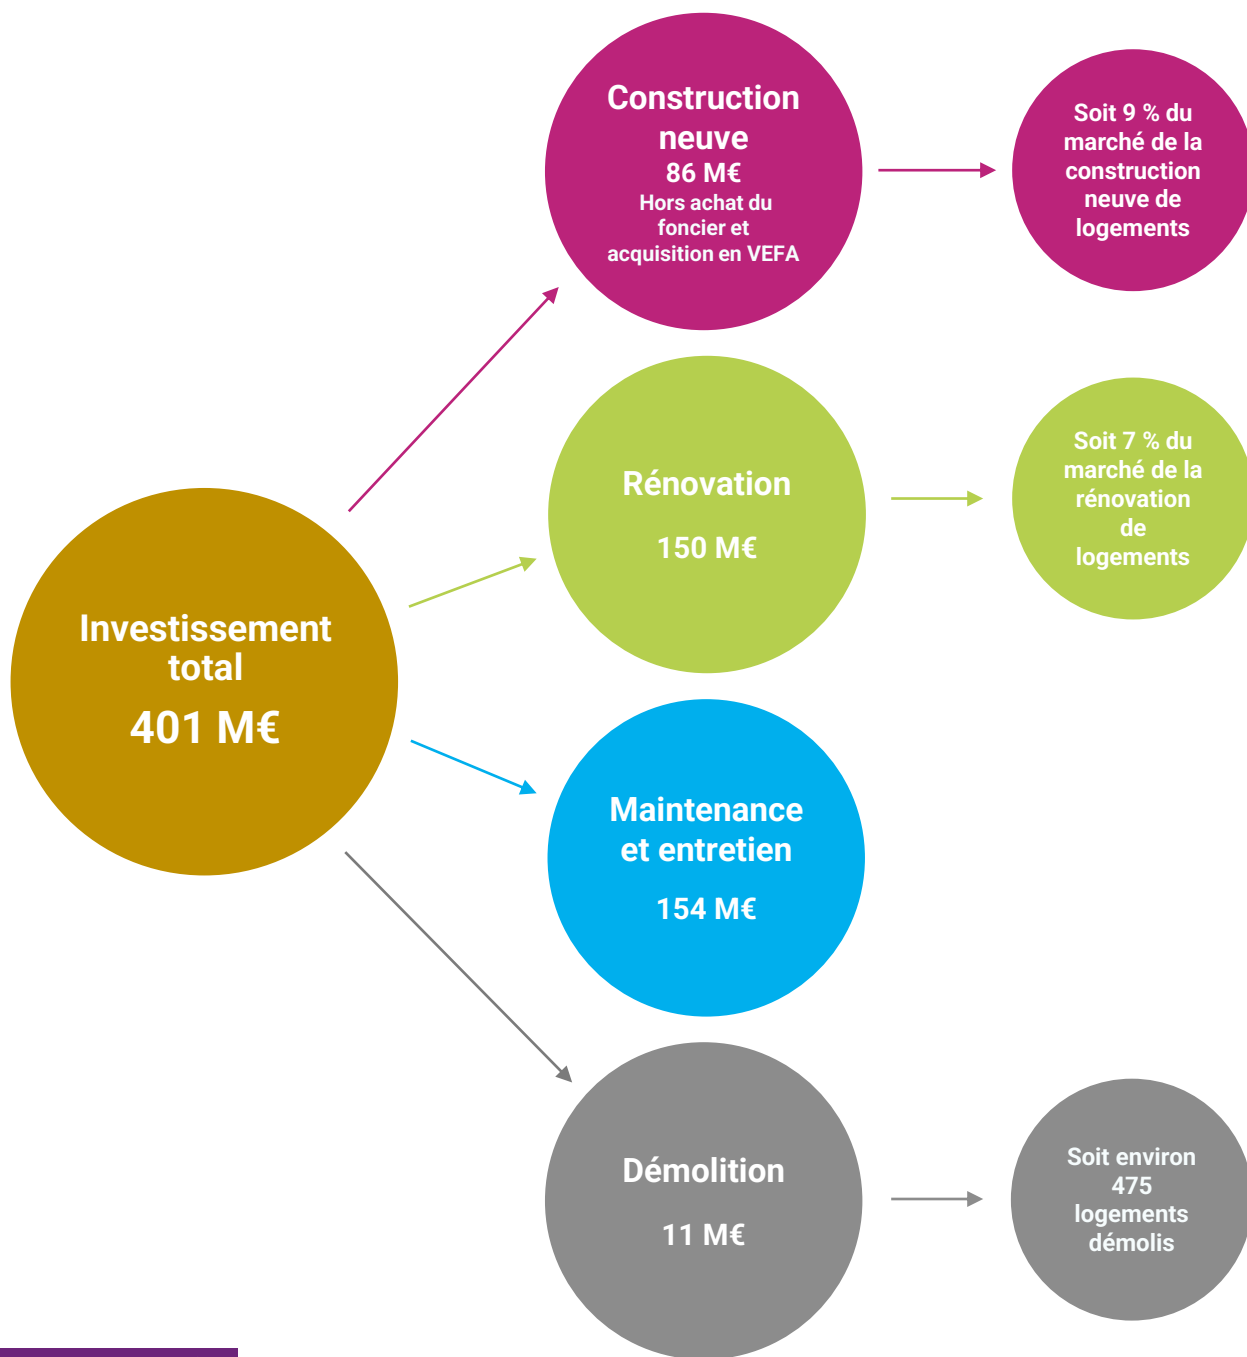 Construction
neuve
86 M€
Hors achat du
foncier et
acquisition en VEFA
Soit 9 % du
marché de la
construction
neuve de
logements
Rénovation
150 M€
Soit 7 % du
marché de la
rénovation
de
logements
Investissement
total
401 M€
Maintenance
et entretien
154 M€
Démolition
11 M€
Soit environ
475
logements
démolis